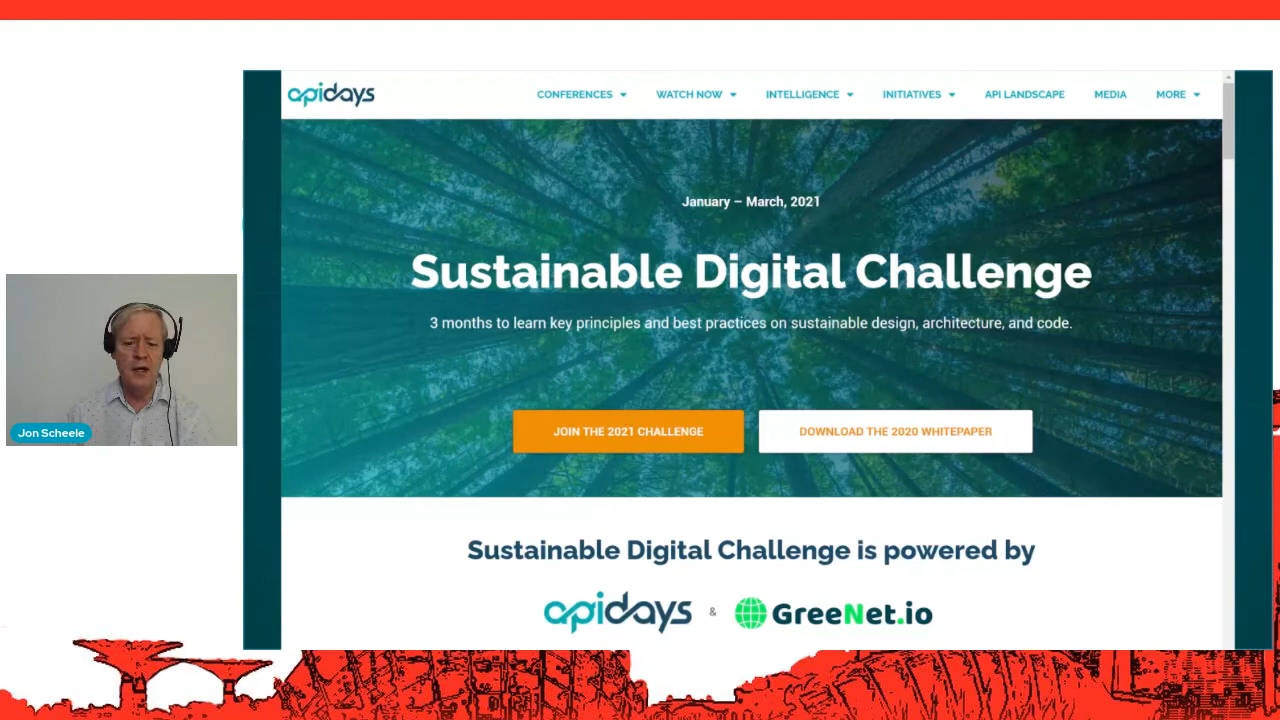 apidays
CONFERENCES
WATCH NOW
INTELLIGENCE
INITIATIVES
API LANDSCAPE
MEDIA
MORE
January – March, 2021
Sustainable Digital Challenge
3 months to learn key principles and best practices on sustainable design, architecture, and code.
JOIN THE 2021 CHALLENGE
DOWNLOAD THE 2020 WHITEPAPER
Jon Scheele
Sustainable Digital Challenge is powered by
apidays & GreeNet.io